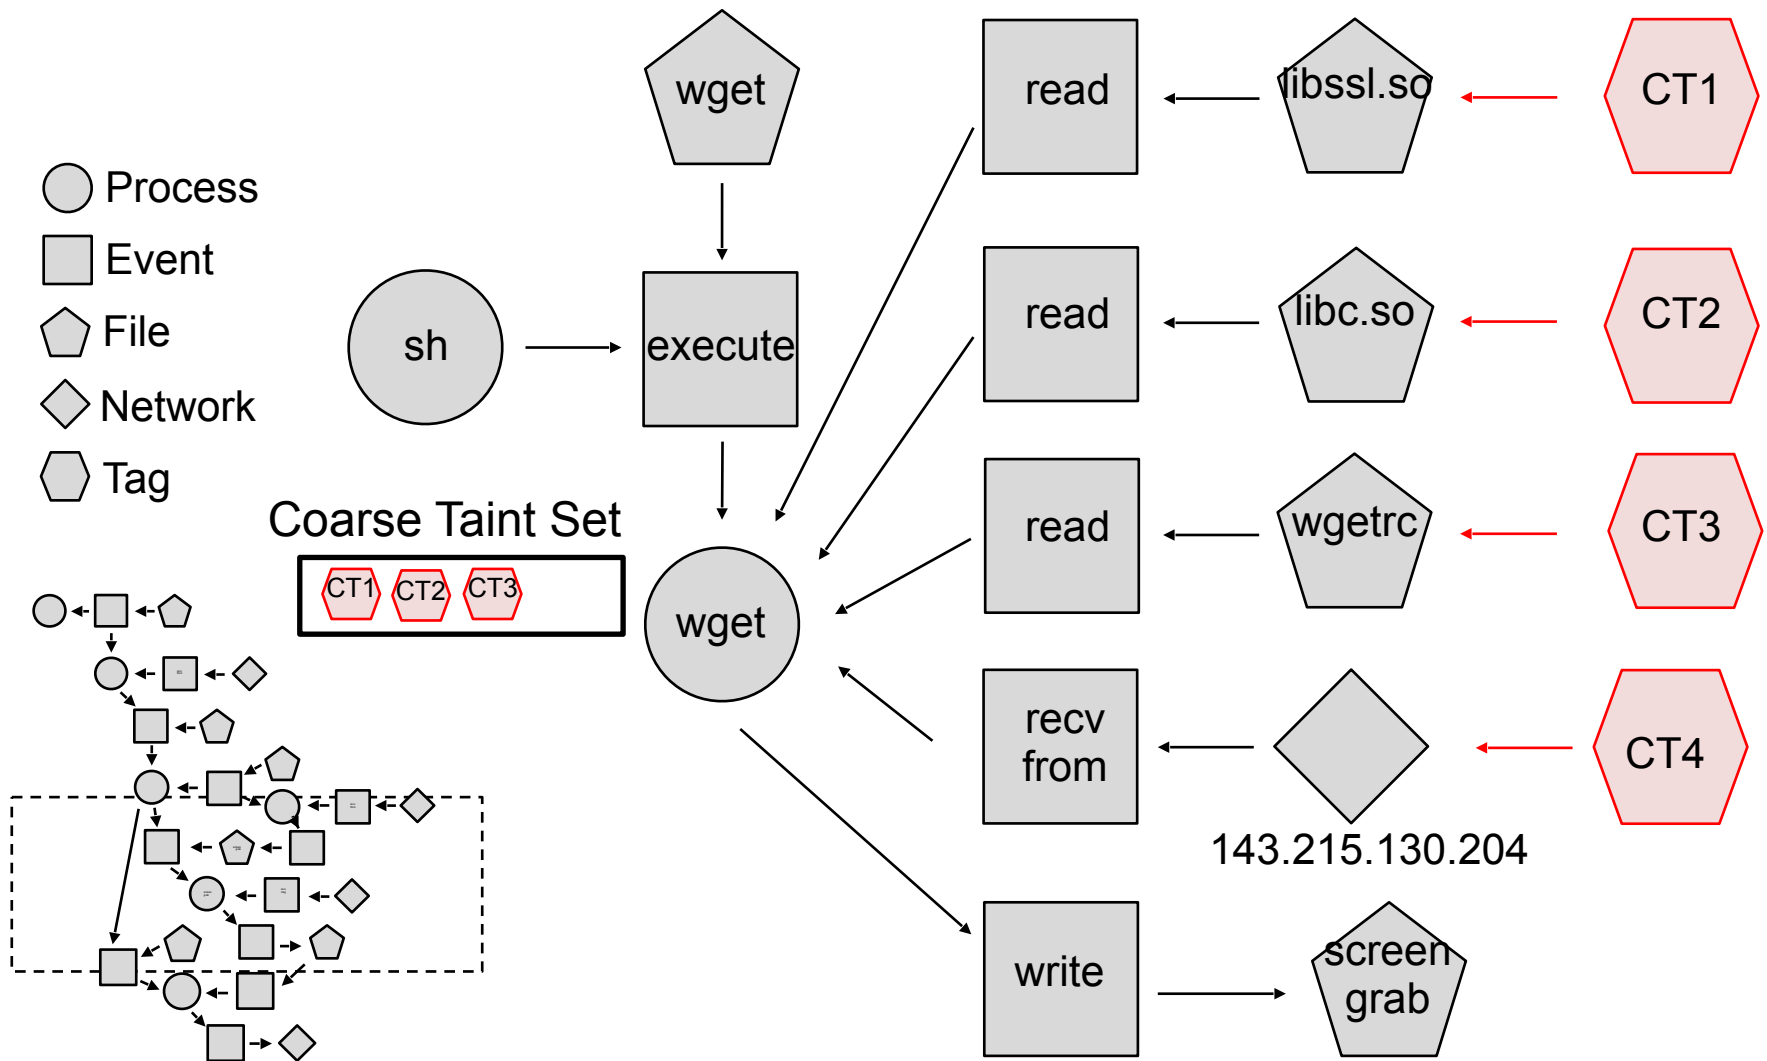 wget
read
libssl.so
CT1
Process
Event
File
Network
Tag
sh
execute
read
libc.so
CT2
Coarse Taint Set
CT1
CT2
CT3
wget
read
wgetrc
CT3
recv
from
143.215.130.204
CT4
write
screen
grab